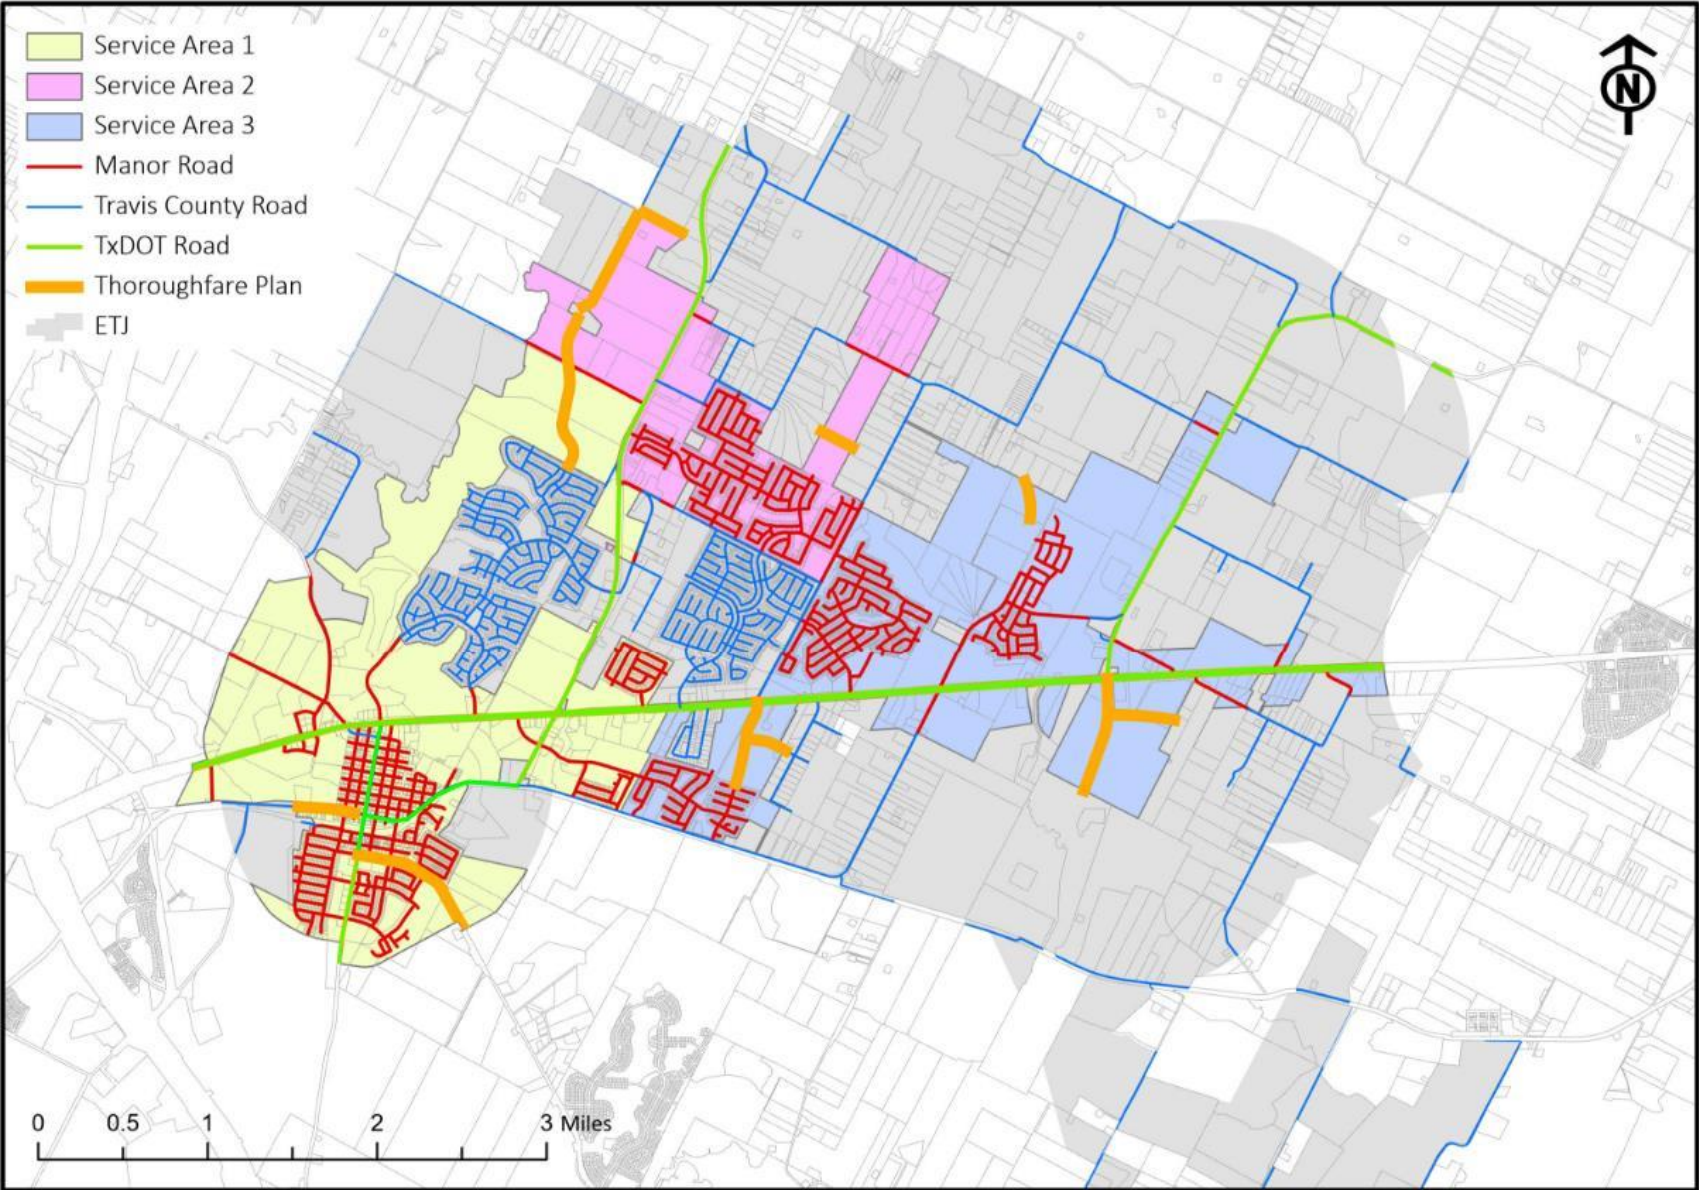 Service Area 1
Service Area 2
Service Area 3
Manor Road
Travis County Road
TxDOT Road
Thoroughfare Plan
ETJ
N
0 0.5 1 2 3 Miles